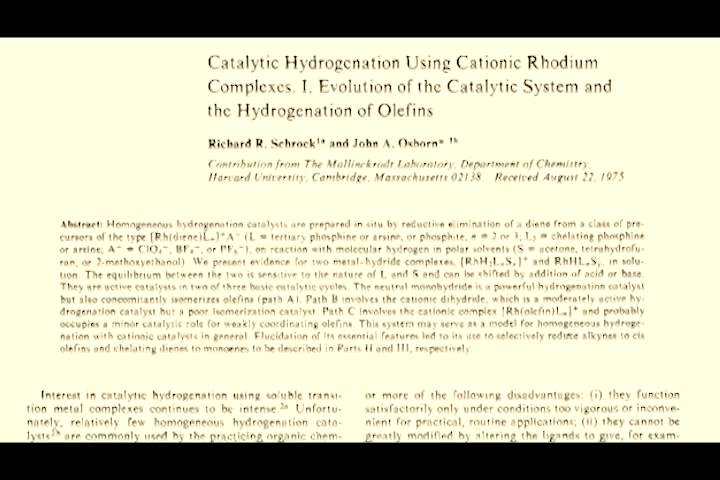 Catalytic Hydrogenation Using Cationic Rhodium
Complexes. I. Evolution of the Catalytic System and
the Hydrogenation of Olefins
Richard R. Schrock¹ᵃ and John A. Osborn* ¹ᵇ
Contribution from The Mallinckrodt Laboratory, Department of Chemistry,
Harvard University, Cambridge, Massachusetts 02138. Received August 22, 1975
Abstract: Homogeneous hydrogenation catalysts are prepared in situ by reductive elimination of a diene from a class of pre-
cursors of the type [Rh(diene)Lₙ]⁺A⁻ (L = tertiary phosphine or arsine, or phosphite, n = 2 or 3; L₂ = chelating phosphine
or arsine; A⁻ = ClO₄⁻, BF₄⁻, or PF₆⁻), on reaction with molecular hydrogen in polar solvents (S = acetone, tetrahydrofu-
ran, or 2-methoxyethanol). We present evidence for two metal-hydride complexes, [RhH₂LₙSₓ]⁺ and RhHLₙSᵧ, in solu-
tion. The equilibrium between the two is sensitive to the nature of L and S and can be shifted by addition of acid or base.
They are active catalysts in two of three basic catalytic cycles. The neutral monohydride is a powerful hydrogenation catalyst
but also concomitantly isomerizes olefins (path A). Path B involves the cationic dihydride, which is a moderately active hy-
drogenation catalyst but a poor isomerization catalyst. Path C involves the cationic complex [Rh(olefin)Lₙ]⁺ and probably
occupies a minor catalytic role for weakly coordinating olefins. This system may serve as a model for homogeneous hydroge-
nation with cationic catalysts in general. Elucidation of its essential features led to its use to selectively reduce alkynes to cis
olefins and chelating dienes to monoenes to be described in Parts II and III, respectively.
Interest in catalytic hydrogenation using soluble transi-
tion metal complexes continues to be intense.²ᵃ Unfortu-
nately, relatively few homogeneous hydrogenation cata-
lysts²ᵇ are commonly used by the practicing organic chem-
or more of the following disadvantages: (i) they function
satisfactorily only under conditions too vigorous or inconve-
nient for practical, routine applications; (ii) they cannot be
greatly modified by altering the ligands to give, for exam-